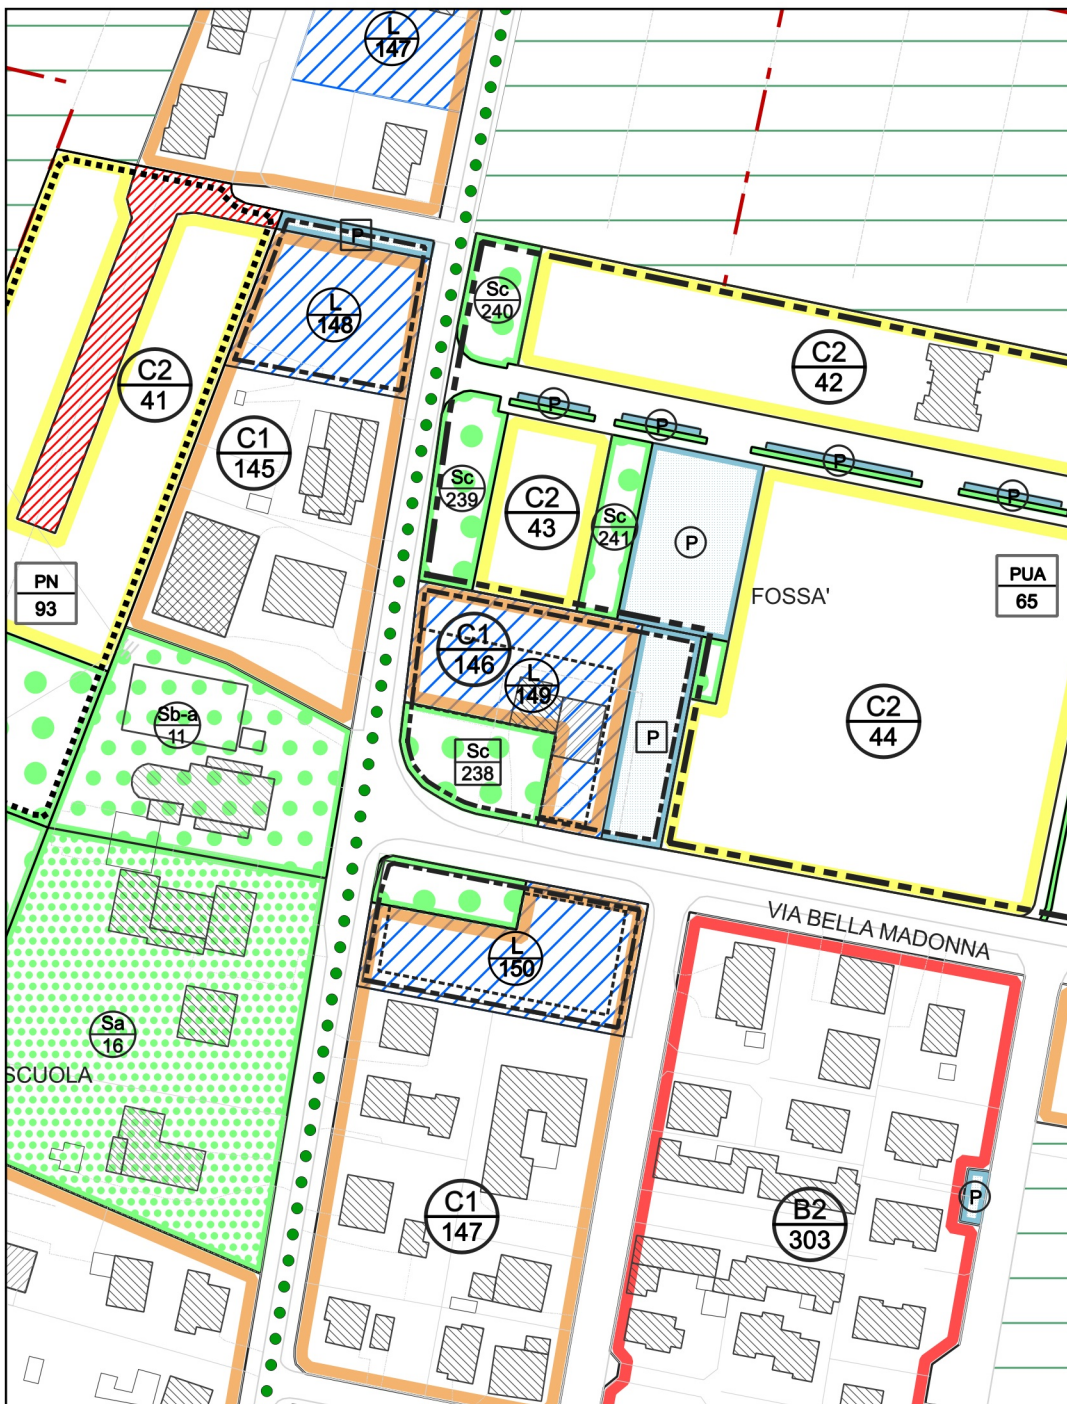 L
147
P
Sc
240
L
148
C2
42
C2
41
P
P
C1
145
P
Sc
239
P
C2
43
Sc
241
P
PN
93
PUA
65
FOSSA'
C1
146
L
149
Sb-a
11
C2
44
P
Sc
238
VIA BELLA MADONNA
L
150
Sa
16
SCUOLA
P
C1
147
B2
303